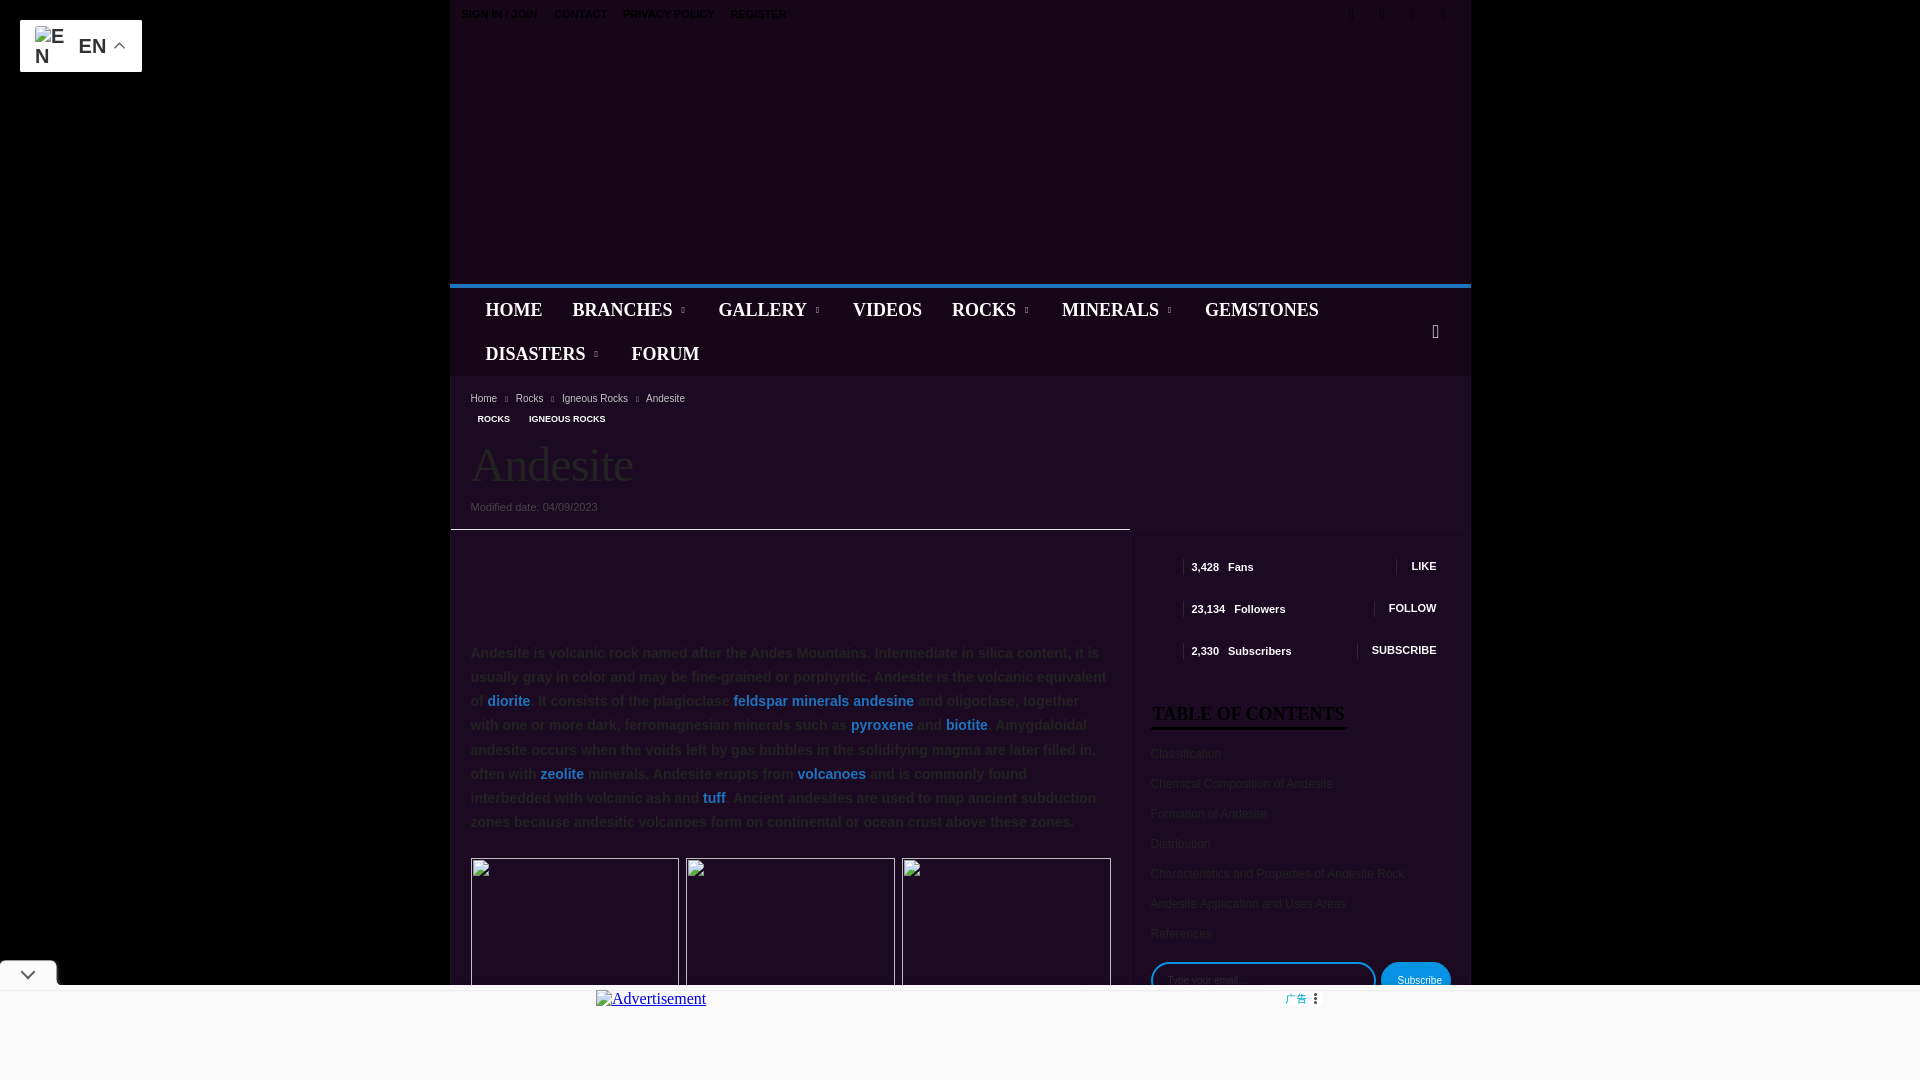 SIGN IN / JOIN CONTACT PRIVACY POLICY REGISTER
EN EN
HOME BRANCHES GALLERY VIDEOS ROCKS MINERALS GEMSTONES
DISASTERS FORUM
Home Rocks Igneous Rocks Andesite
ROCKS IGNEOUS ROCKS
Andesite
Modified date: 04/09/2023
Andesite is volcanic rock named after the Andes Mountains. Intermediate in silica content, it is
usually gray in color and may be fine-grained or porphyritic. Andesite is the volcanic equivalent
of diorite. It consists of the plagioclase feldspar minerals andesine and oligoclase, together
with one or more dark, ferromagnesian minerals such as pyroxene and biotite. Amygdaloidal
andesite occurs when the voids left by gas bubbles in the solidifying magma are later filled in,
often with zeolite minerals. Andesite erupts from volcanoes and is commonly found
interbedded with volcanic ash and tuff. Ancient andesites are used to map ancient subduction
zones because andesitic volcanoes form on continental or ocean crust above these zones.
3,428 Fans LIKE
23,134 Followers FOLLOW
2,330 Subscribers SUBSCRIBE
TABLE OF CONTENTS
Classification
Chemical Composition of Andesite
Formation of Andesite
Distribution
Characteristics and Properties of Andesite Rock
Andesite Application and Uses Areas
References
Type your email… Subscribe
Advertisement
广告